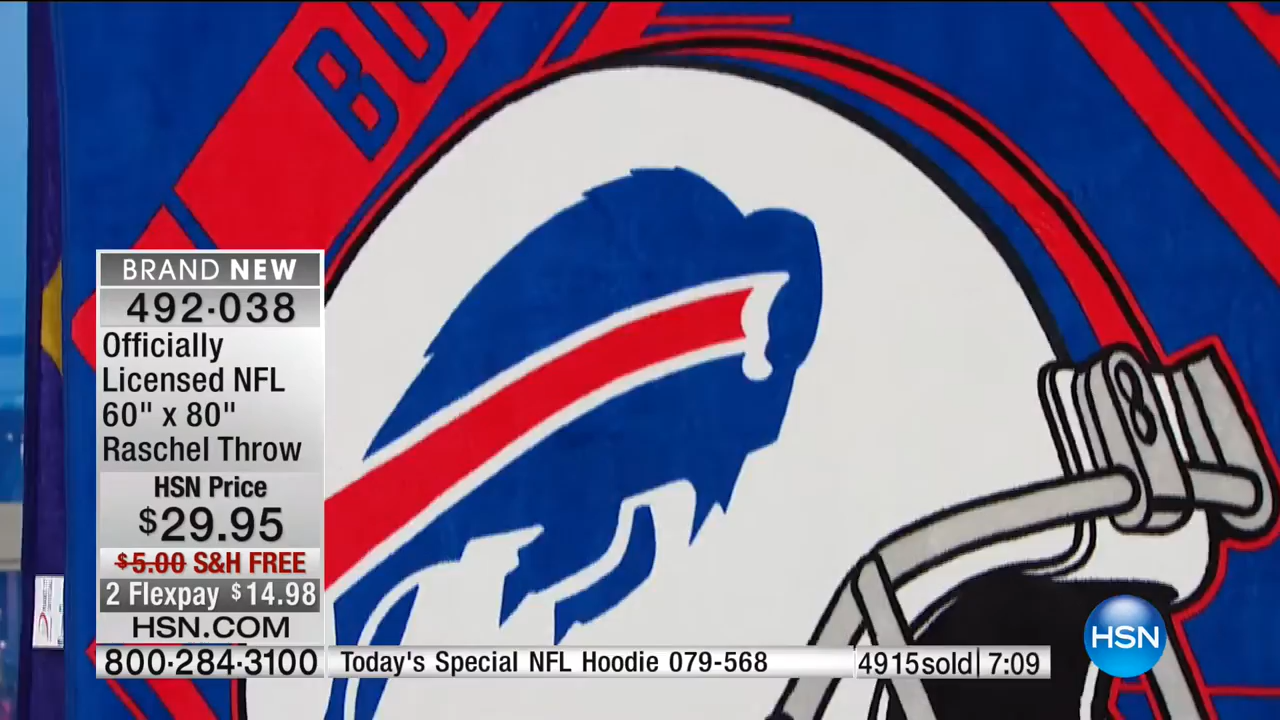 BU
BRAND NEW
492·038
Officially
Licensed NFL
60" x 80"
Raschel Throw
HSN Price
$29.95
$5.00 S&H FREE
2 Flexpay $14.98
HSN.COM
800·284·3100
Today's Special NFL Hoodie 079-568
4915sold
7:09
HSN